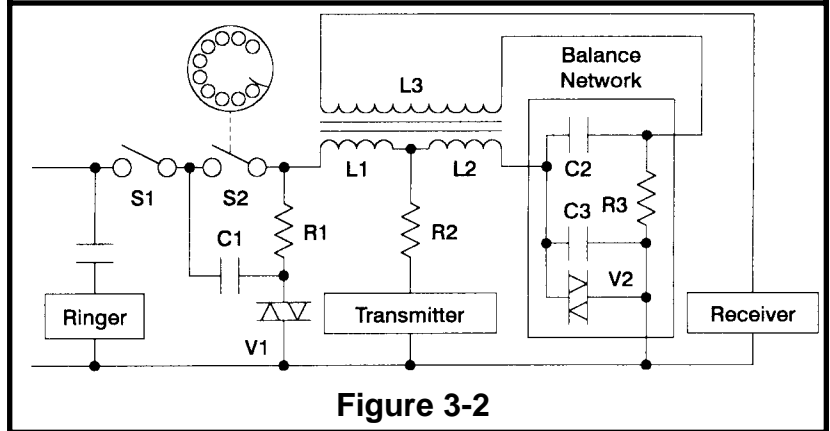 Balance
Network
L3
L1
L2
C2
S1
S2
R1
R2
C3
R3
C1
V2
V1
Ringer
Transmitter
Receiver
Figure 3-2